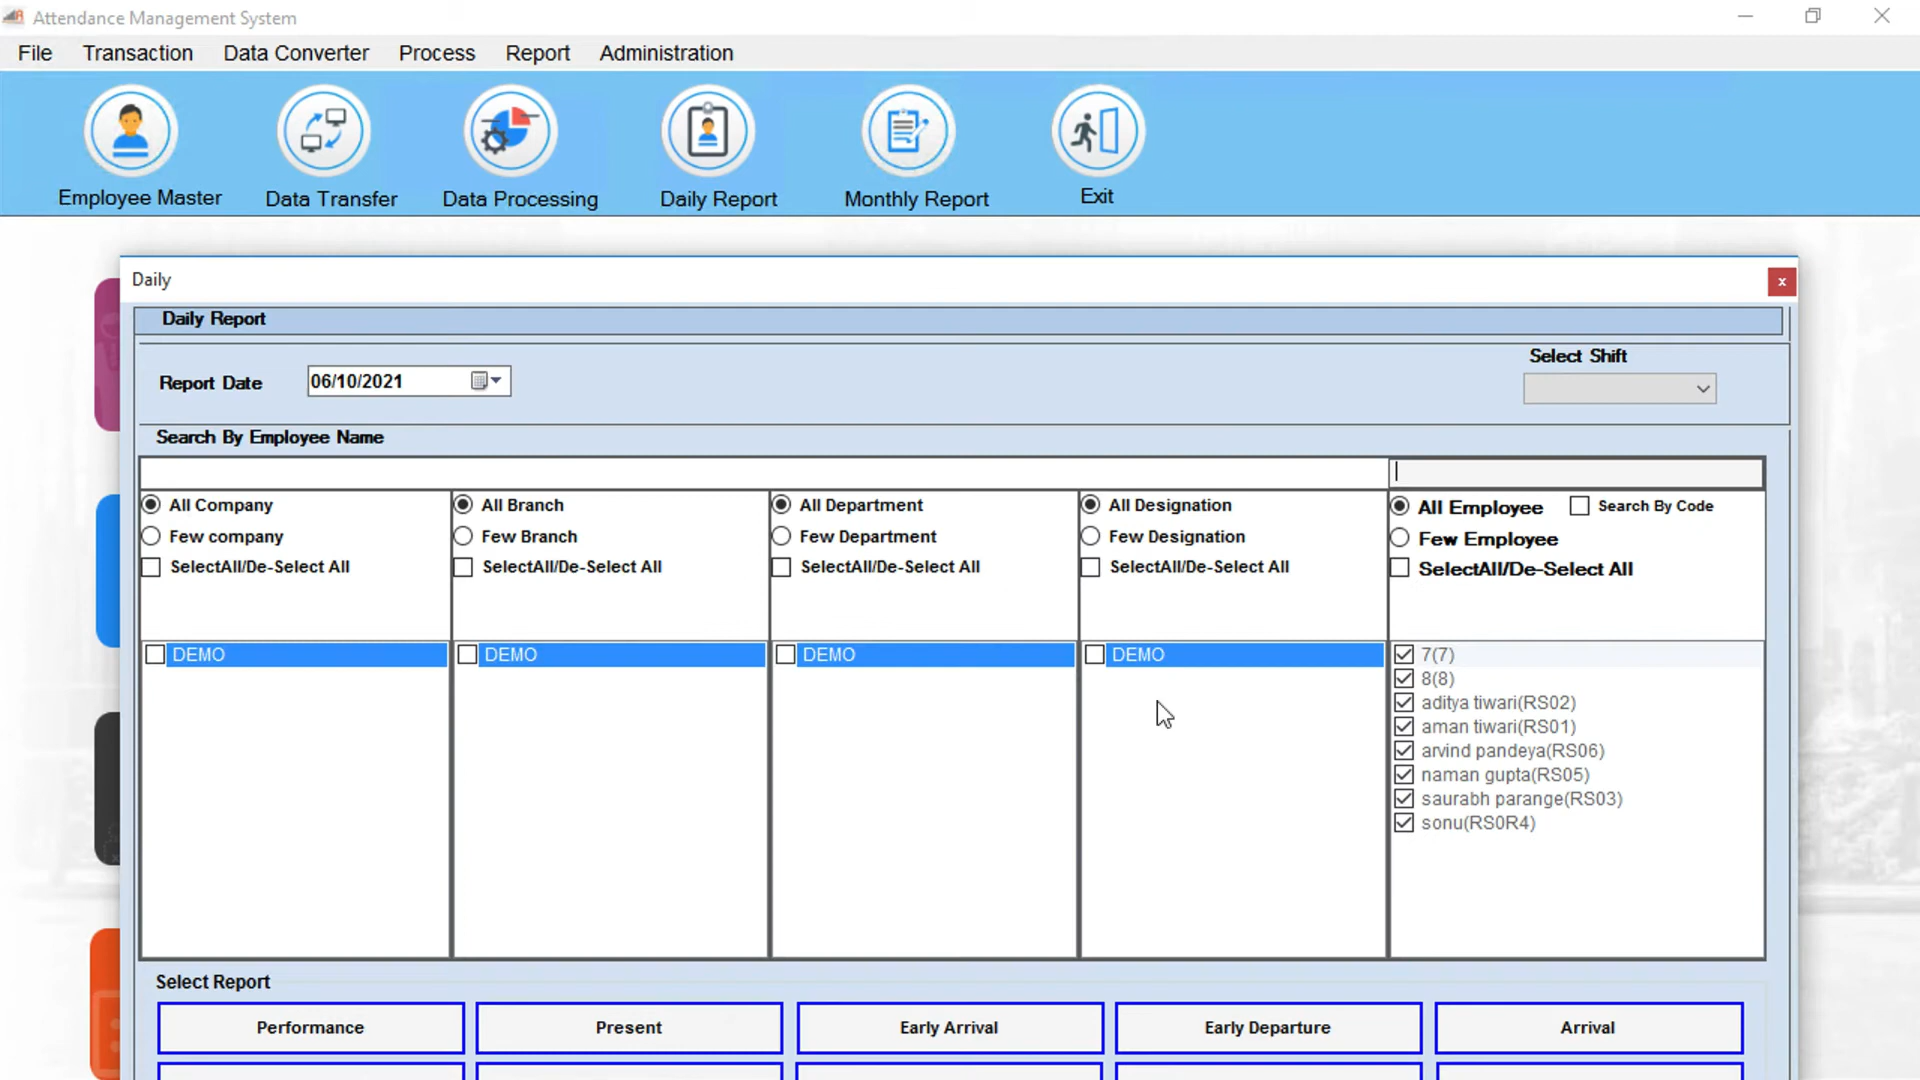 Attendance Management System
File Transaction Data Converter Process Report Administration
Employee Master Data Transfer Data Processing Daily Report Monthly Report Exit
Daily
x
Daily Report
Select Shift
Report Date 06/10/2021
Search By Employee Name
All Company All Branch All Department All Designation All Employee Search By Code
Few company Few Branch Few Department Few Designation Few Employee
SelectAll/De-Select All SelectAll/De-Select All SelectAll/De-Select All SelectAll/De-Select All SelectAll/De-Select All
DEMO DEMO DEMO DEMO 7(7)
8(8)
aditya tiwari(RS02)
aman tiwari(RS01)
arvind pandeya(RS06)
naman gupta(RS05)
saurabh parange(RS03)
sonu(RS0R4)
Select Report
Performance Present Early Arrival Early Departure Arrival